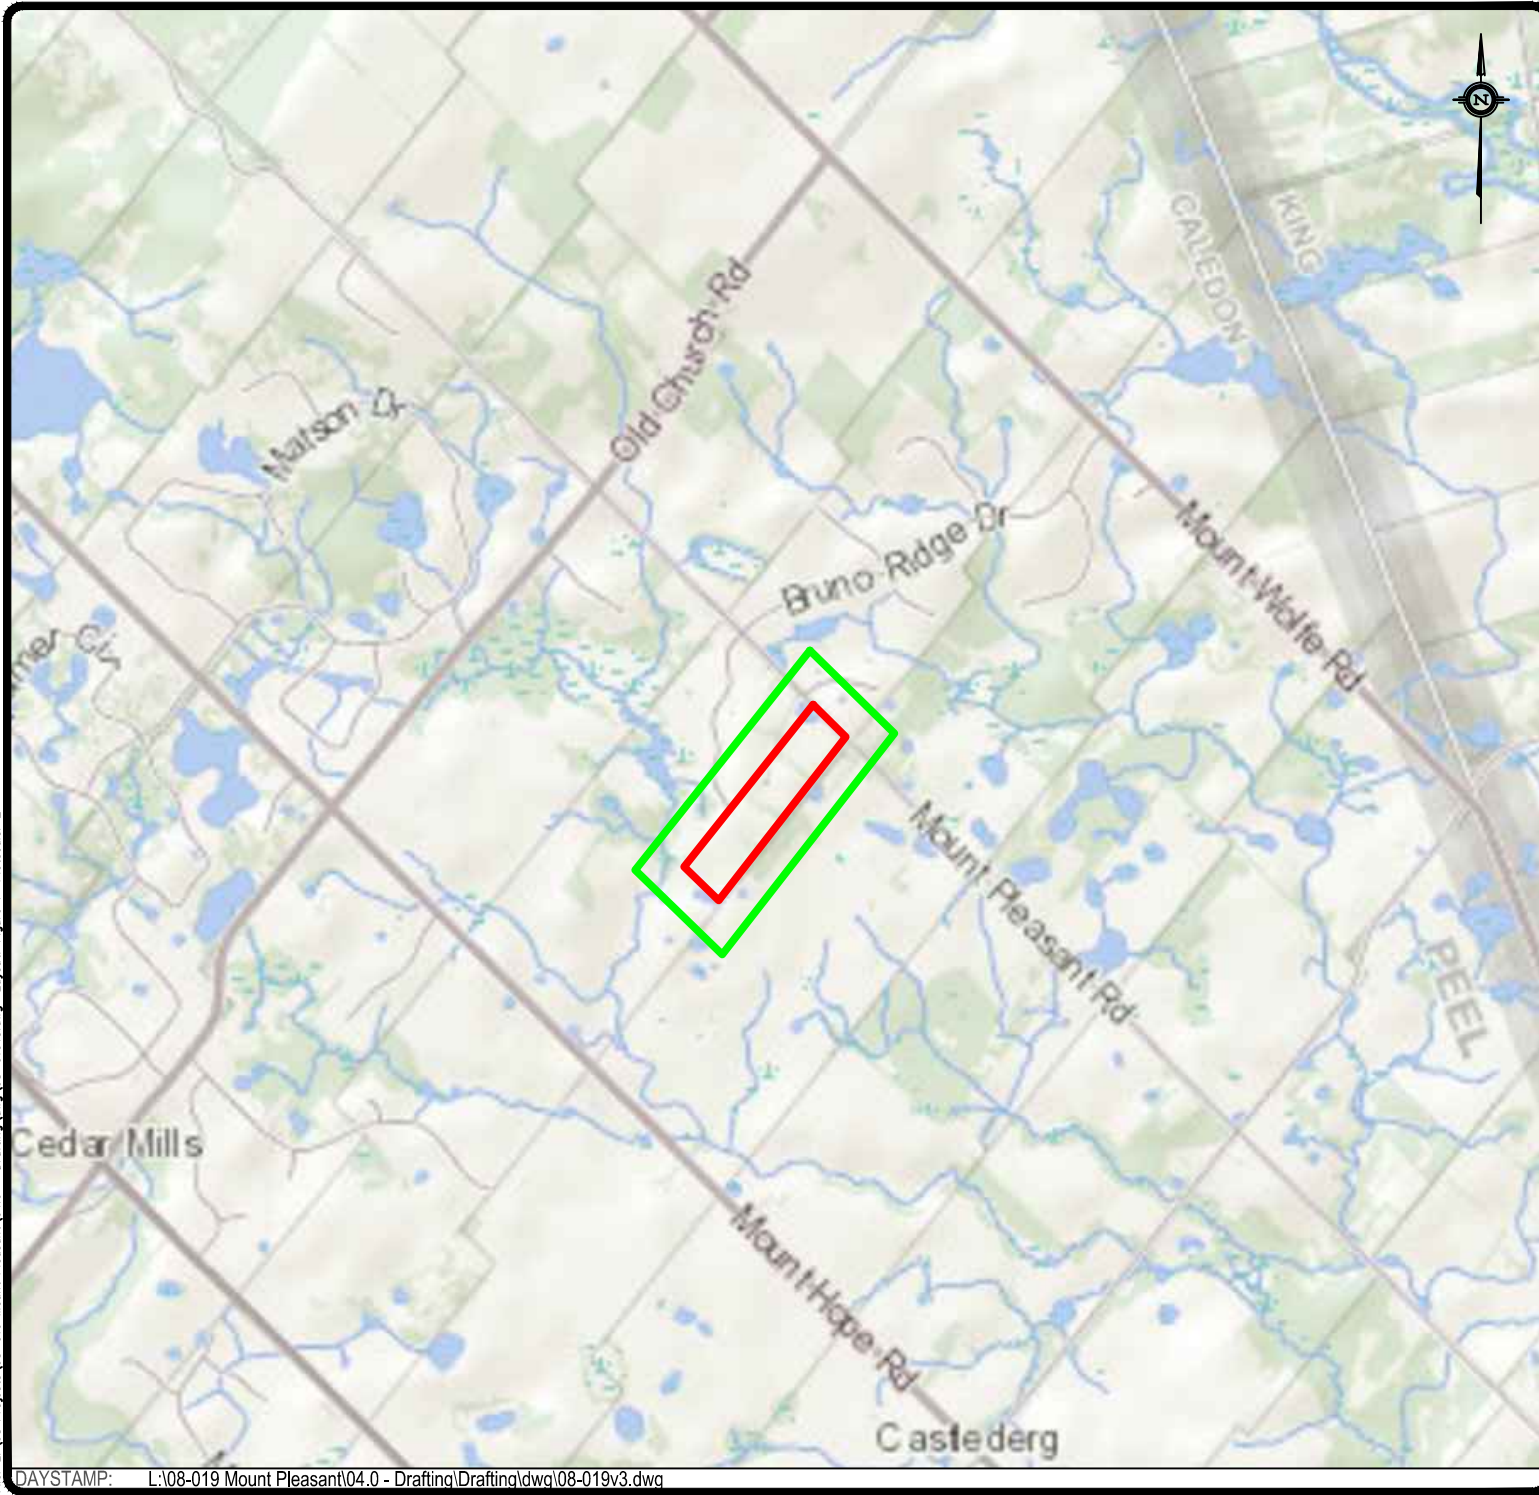 N
KING
CALEDON
Old Church Rd
Matson Dr
Bruno Ridge Dr
Mount Wolfe Rd
Cir
Mount Pleasant Rd
PEEL
Cedar Mills
Mount Hope Rd
Castlederg
DAYSTAMP: L:\08-019 Mount Pleasant\04.0 - Drafting\Drafting\dwg\08-019v3.dwg